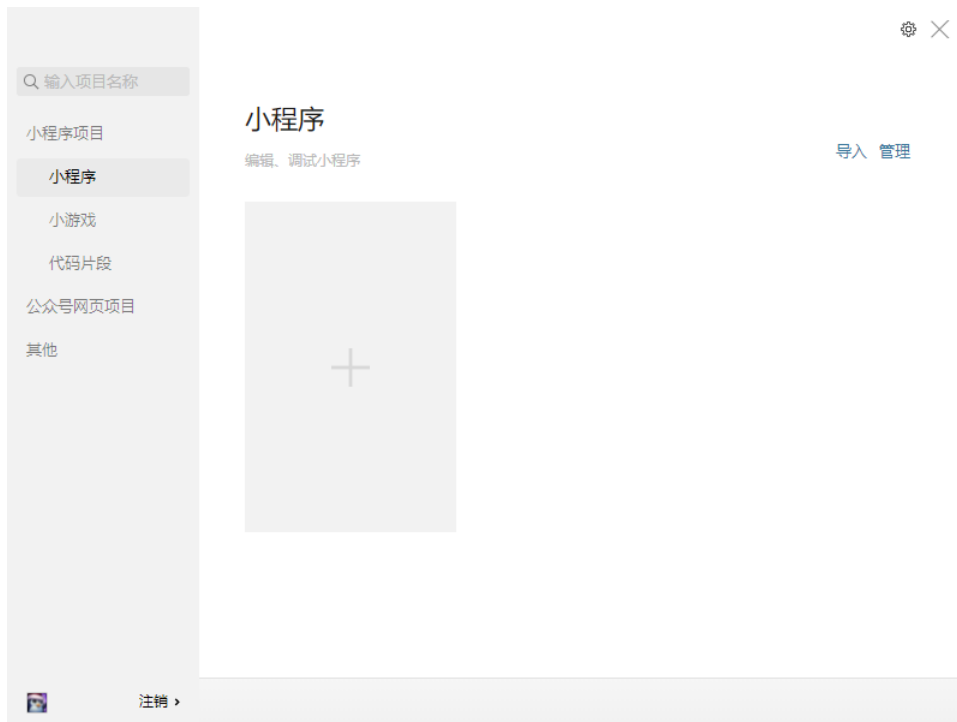 输入项目名称
小程序项目
小程序
小游戏
代码片段
公众号网页项目
其他
注销
小程序
编辑、调试小程序
导入 管理